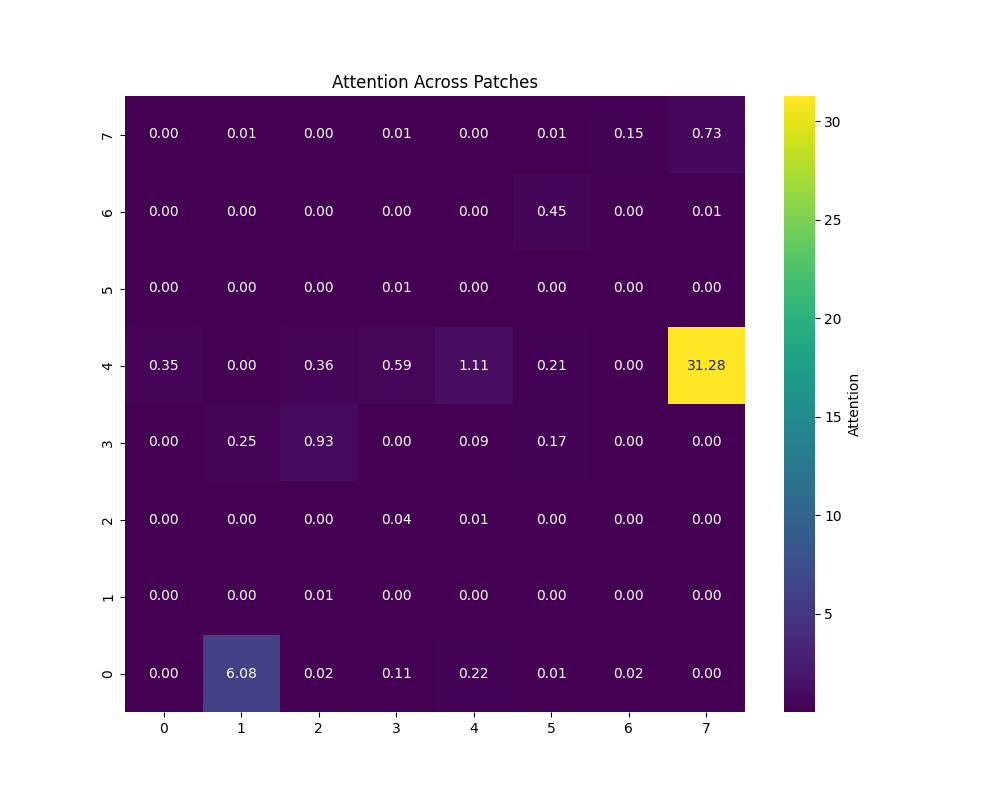 Attention Across Patches
7 0.00 0.01 0.00 0.01 0.00 0.01 0.15 0.73
6 0.00 0.00 0.00 0.00 0.00 0.45 0.00 0.01
5 0.00 0.00 0.00 0.01 0.00 0.00 0.00 0.00
4 0.35 0.00 0.36 0.59 1.11 0.21 0.00 31.28
3 0.00 0.25 0.93 0.00 0.09 0.17 0.00 0.00
2 0.00 0.00 0.00 0.04 0.01 0.00 0.00 0.00
1 0.00 0.00 0.01 0.00 0.00 0.00 0.00 0.00
0 0.00 6.08 0.02 0.11 0.22 0.01 0.02 0.00
0 1 2 3 4 5 6 7
30
25
20
15
10
5
Attention